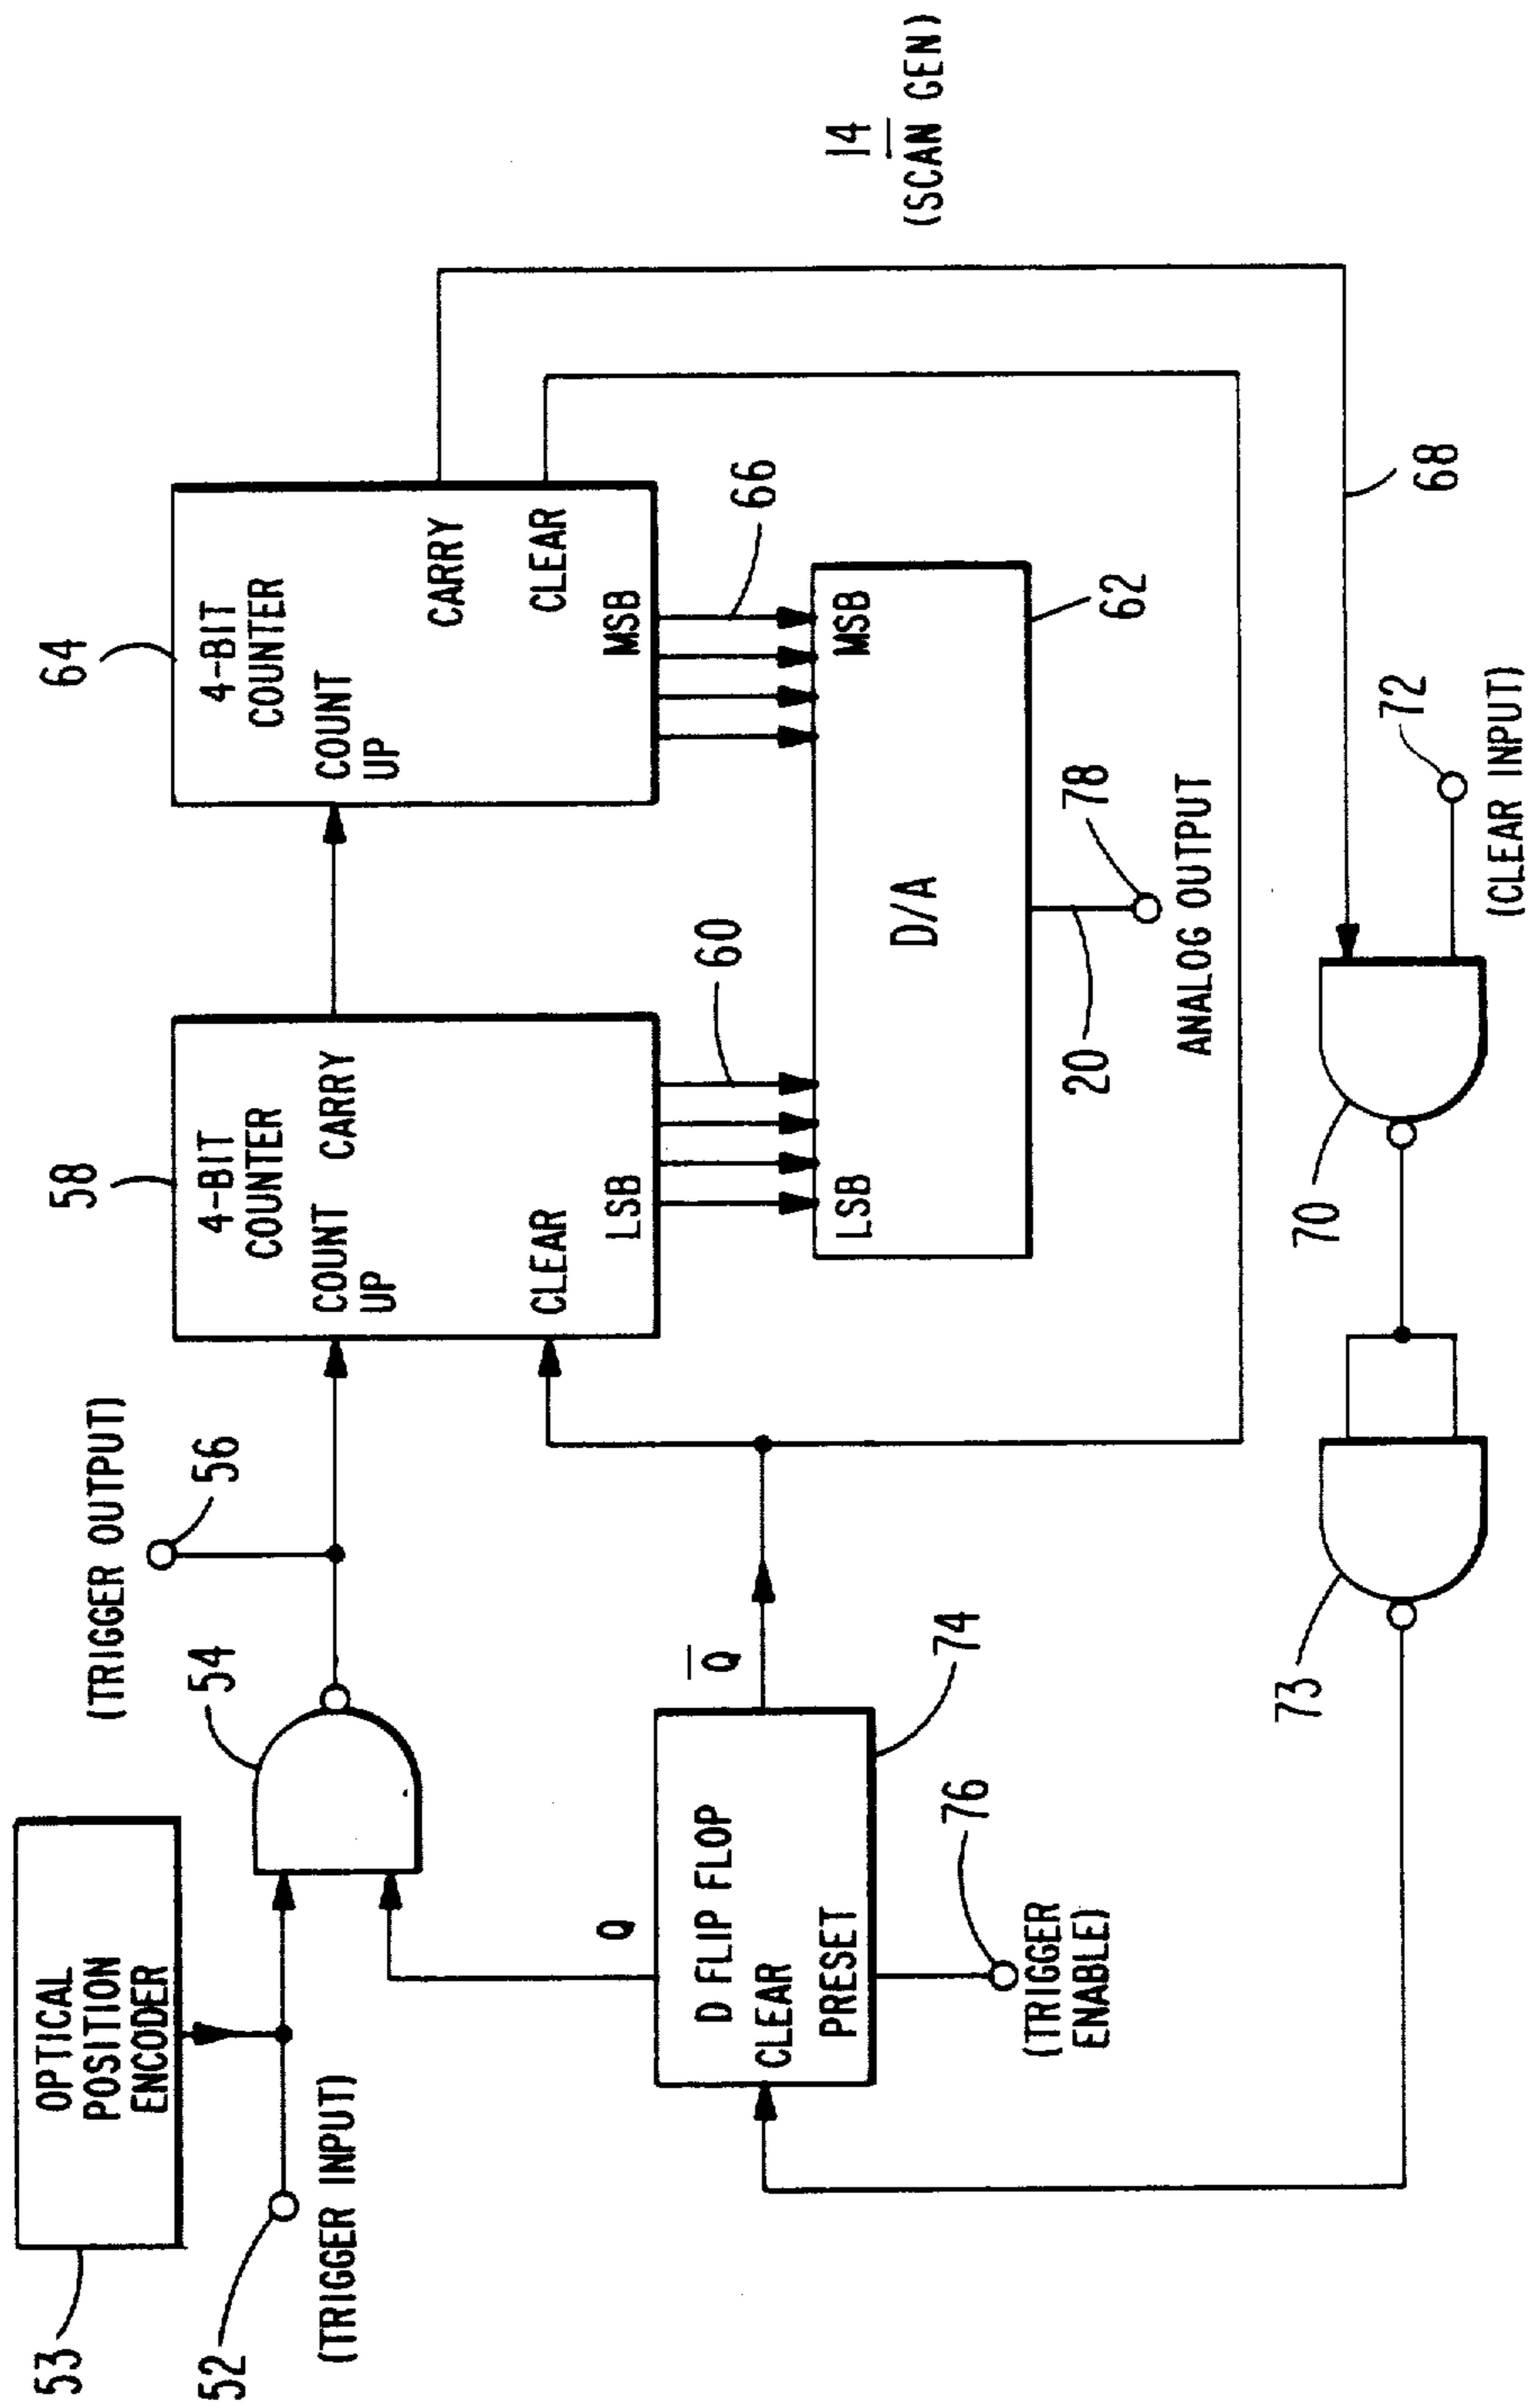 53
OPTICAL
POSITION
ENCODER
52
(TRIGGER INPUT)
54
(TRIGGER OUTPUT)
56
58
4-BIT
COUNTER
COUNT
UP
CARRY
CLEAR
LSB
60
64
4-BIT
COUNTER
COUNT
UP
CARRY
CLEAR
MSB
66
14
(SCAN GEN)
LSB
D/A
MSB
62
20
78
ANALOG OUTPUT
Q
D FLIP FLOP
CLEAR
PRESET
Q̅
74
76
(TRIGGER
ENABLE)
68
73
70
72
(CLEAR INPUT)